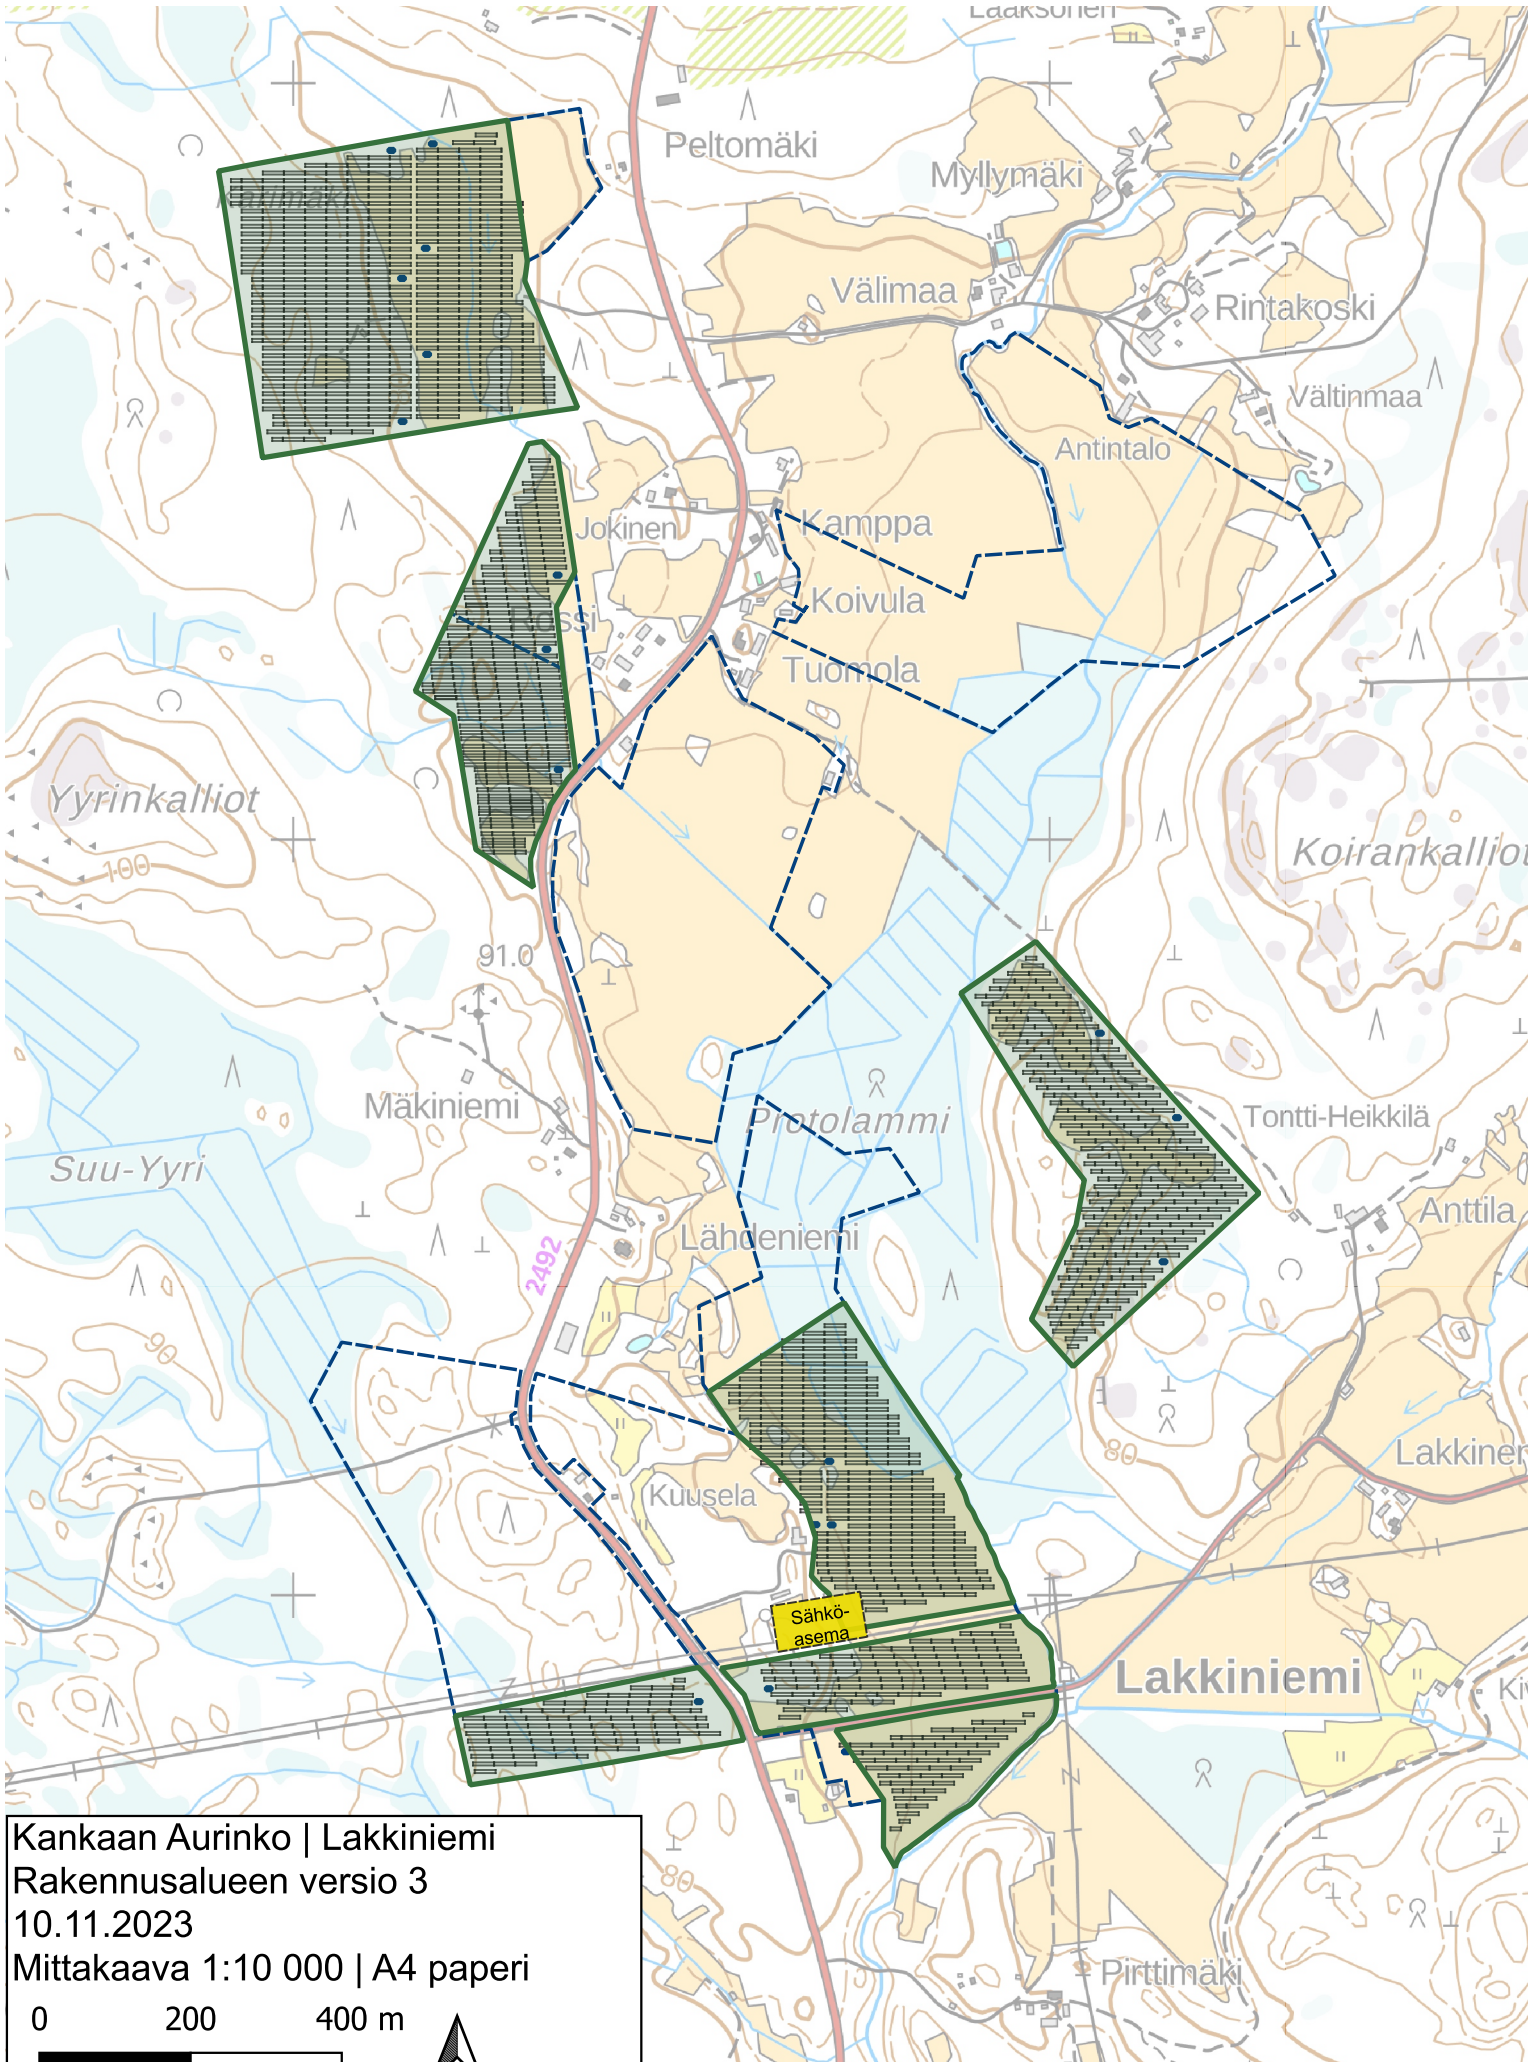 Laaksonen
Peltomäki
Myllymäki
Karimäki
Välimaa
Rintakoski
Vältinmaa
Antintalo
Jokinen
Kamppa
Koivula
Rossi
Tuomola
Yyrinkalliot
100
Koirankalliot
91.0
Mäkiniemi
Protolammi
Tontti-Heikkilä
Suu-Yyri
Anttila
Lähdeniemi
2492
90
80
Lakkinen
Kuusela
Sähkö-
asema
Lakkiniemi
80
Pirttimäki
Kankaan Aurinko | Lakkiniemi
Rakennusalueen versio 3
10.11.2023
Mittakaava 1:10 000 | A4 paperi
0 200 400 m